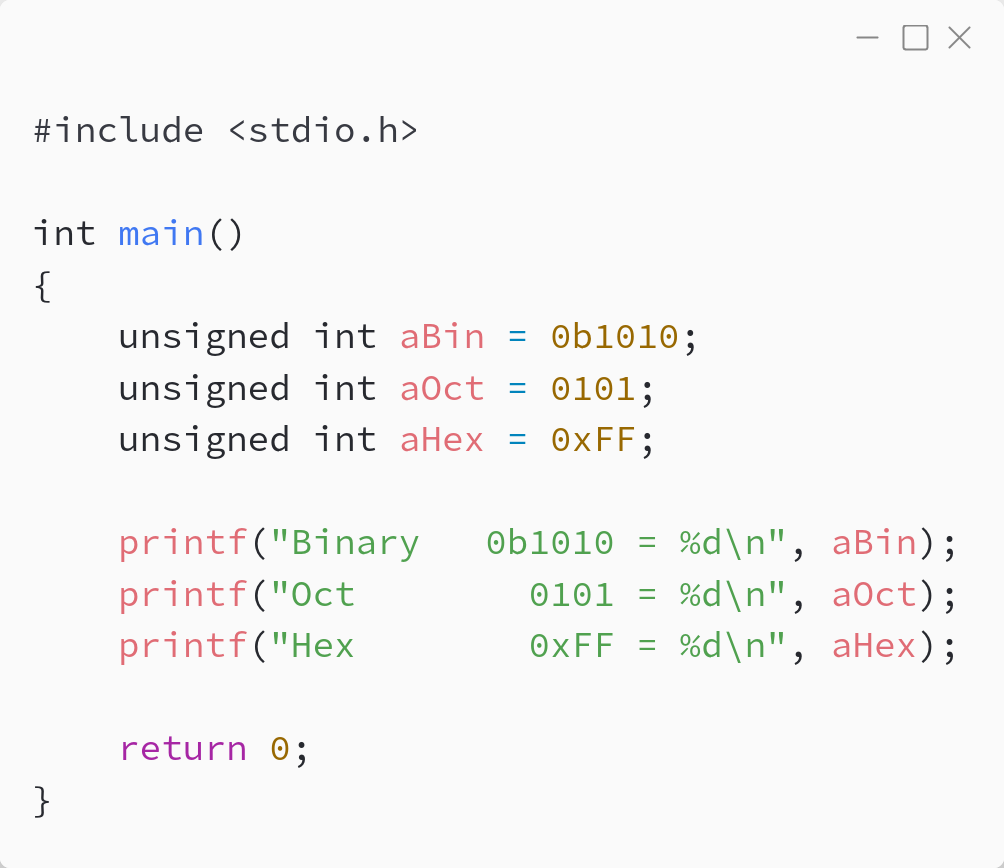 #include <stdio.h>

int main()
{
    unsigned int aBin = 0b1010;
    unsigned int aOct = 0101;
    unsigned int aHex = 0xFF;

    printf("Binary   0b1010 = %d\n", aBin);
    printf("Oct        0101 = %d\n", aOct);
    printf("Hex        0xFF = %d\n", aHex);

    return 0;
}